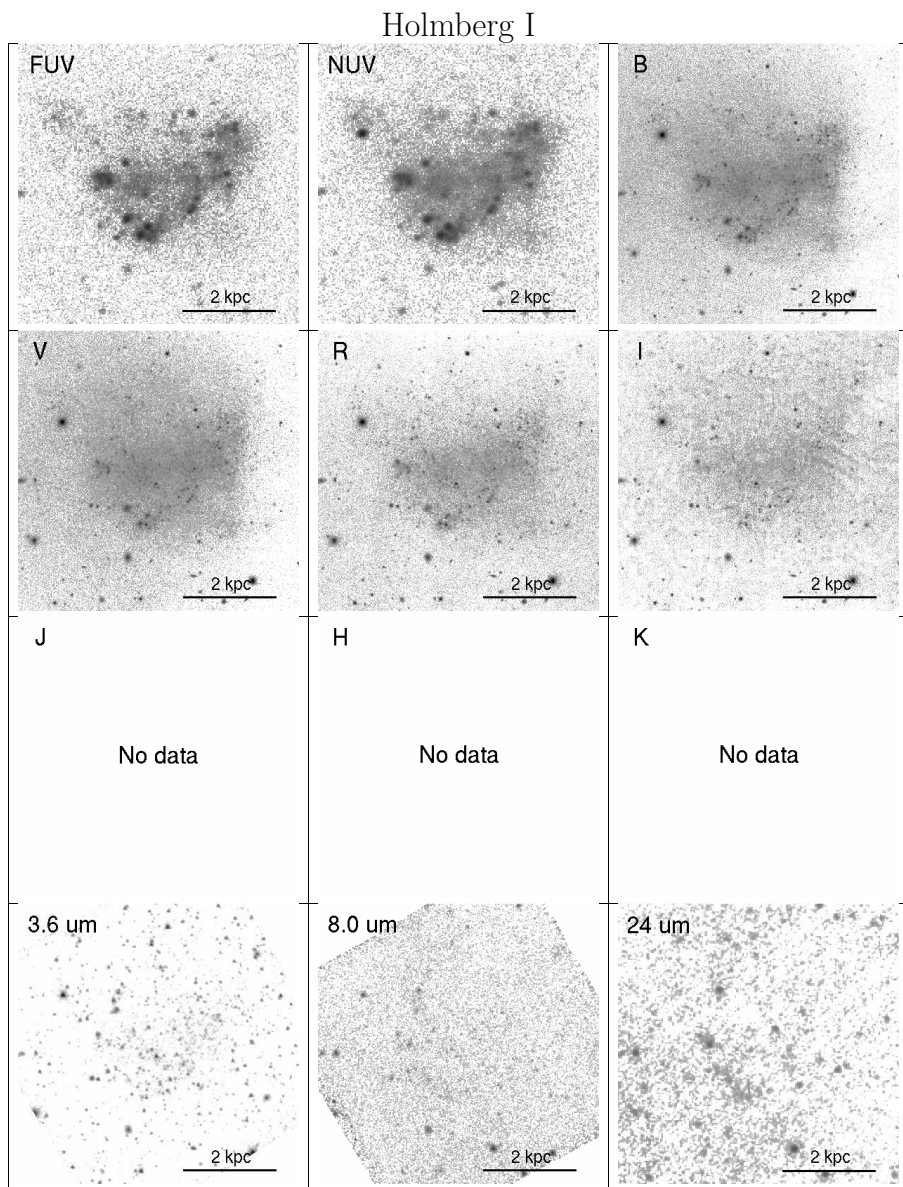 Holmberg I
FUV
2 kpc
NUV
2 kpc
B
2 kpc
V
2 kpc
R
2 kpc
I
2 kpc
J
No data
H
No data
K
No data
3.6 um
2 kpc
8.0 um
2 kpc
24 um
2 kpc